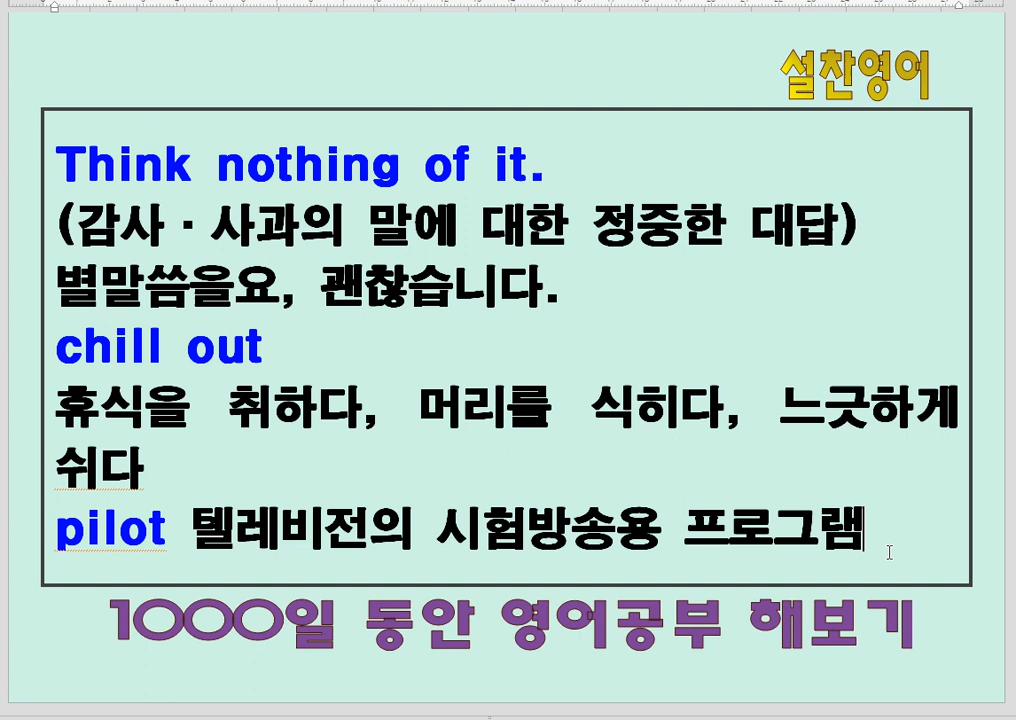 설찬영어
Think nothing of it.
(감사·사과의 말에 대한 정중한 대답)
별말씀을요, 괜찮습니다.
chill out
휴식을 취하다, 머리를 식히다, 느긋하게
쉬다
pilot 텔레비전의 시험방송용 프로그램
1000일 동안 영어공부 해보기